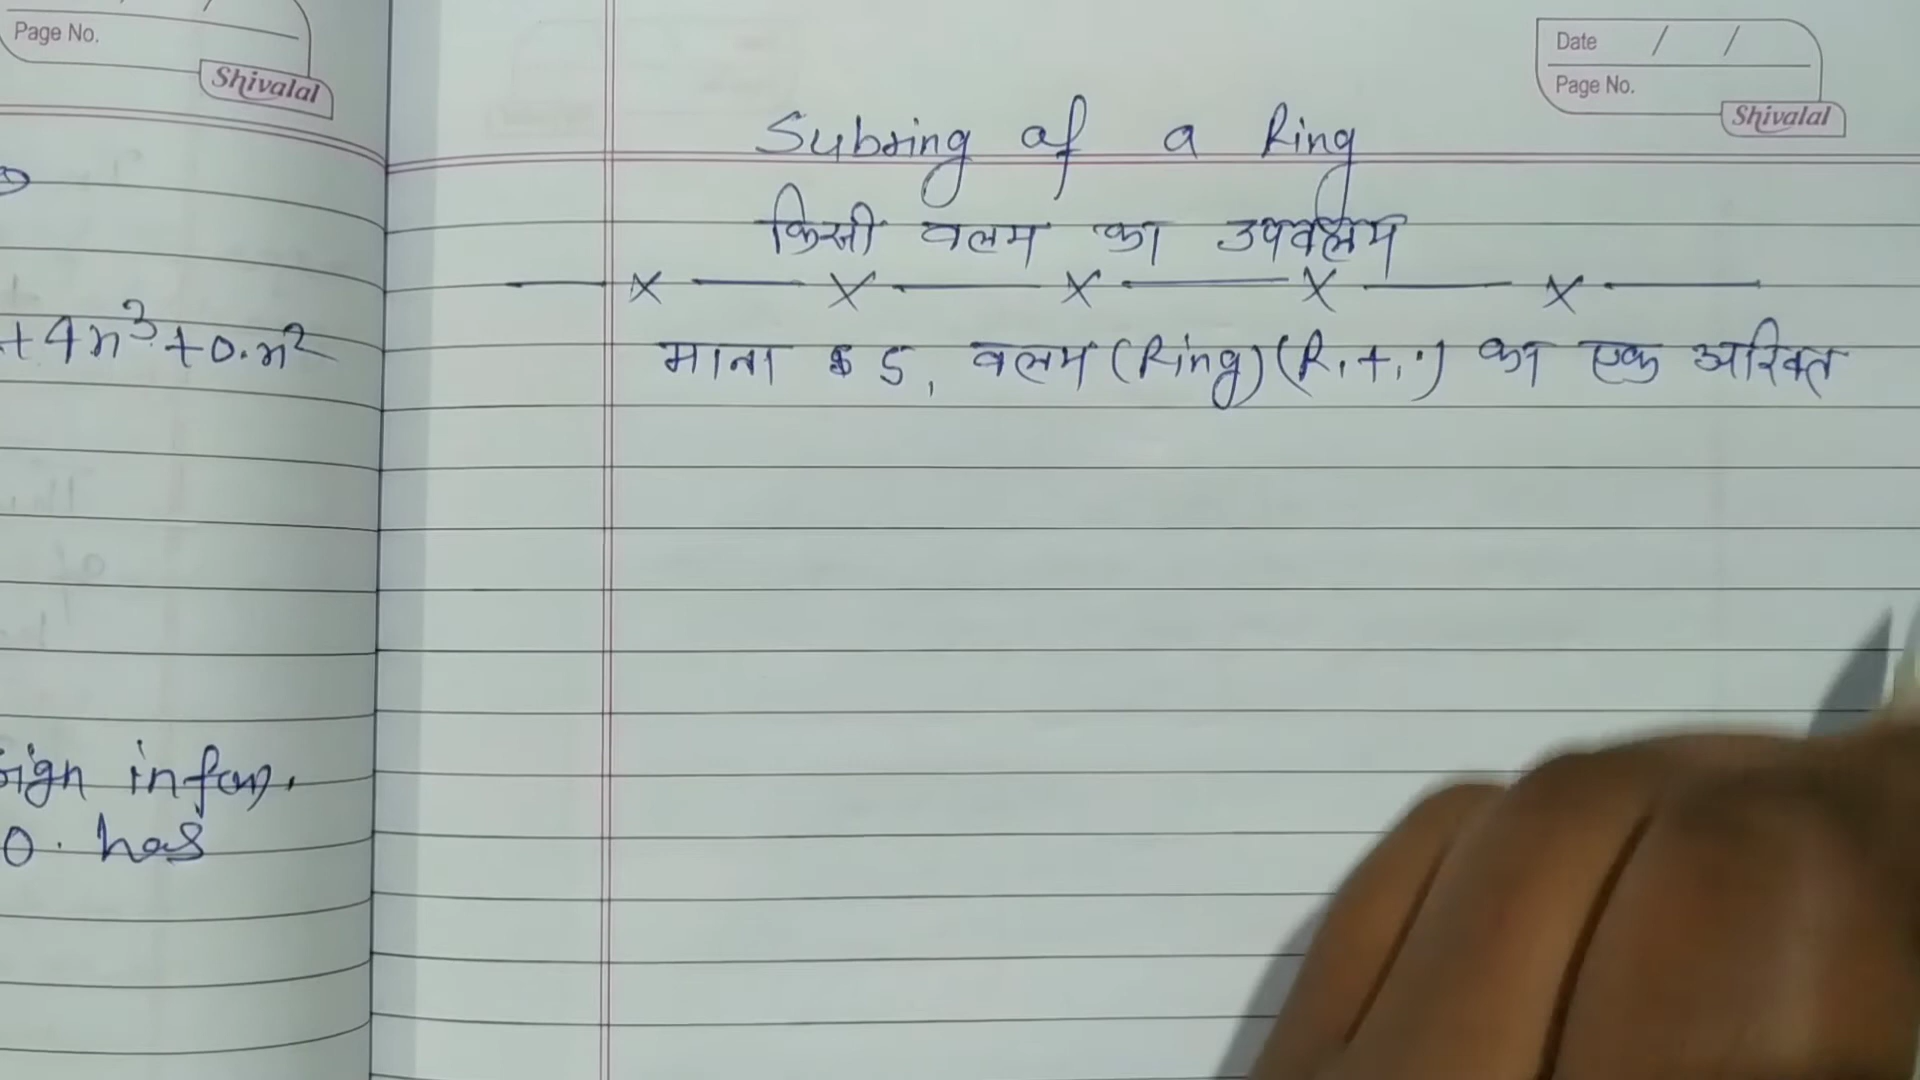 Page No.
Shivalal
+4x³+0.x²
sign infor.
0. has
Date / /
Page No.
Shivalal
Subring of a Ring
किसी वलय का उपवलय
— x — x — x — x — x —
माना S, वलय (Ring) (R,+,.) का एक अरिक्त